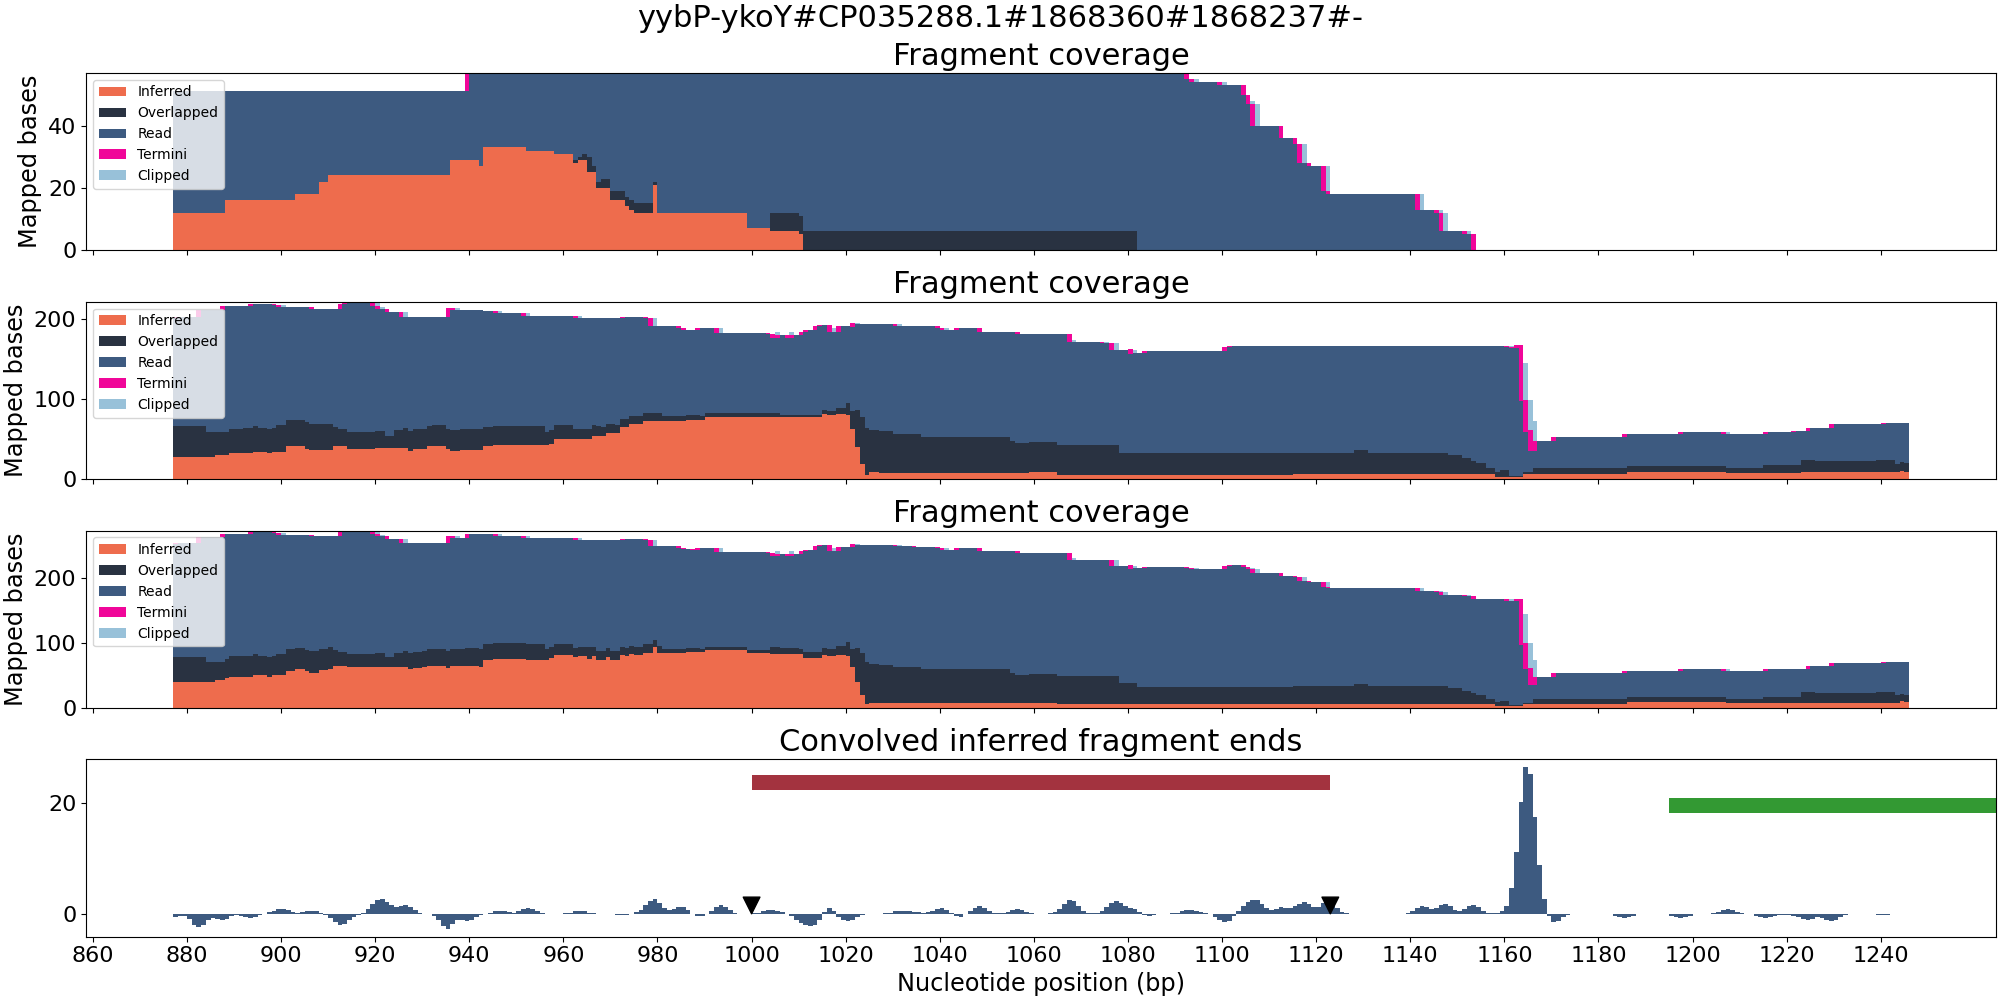 yybP-ykoY#CP035288.1#1868360#1868237#-
Fragment coverage
Mapped bases
40
20
0
Inferred
Overlapped
Read
Termini
Clipped
Fragment coverage
Mapped bases
200
100
0
Inferred
Overlapped
Read
Termini
Clipped
Fragment coverage
Mapped bases
200
100
0
Inferred
Overlapped
Read
Termini
Clipped
Convolved inferred fragment ends
20
0
860 880 900 920 940 960 980 1000 1020 1040 1060 1080 1100 1120 1140 1160 1180 1200 1220 1240
Nucleotide position (bp)